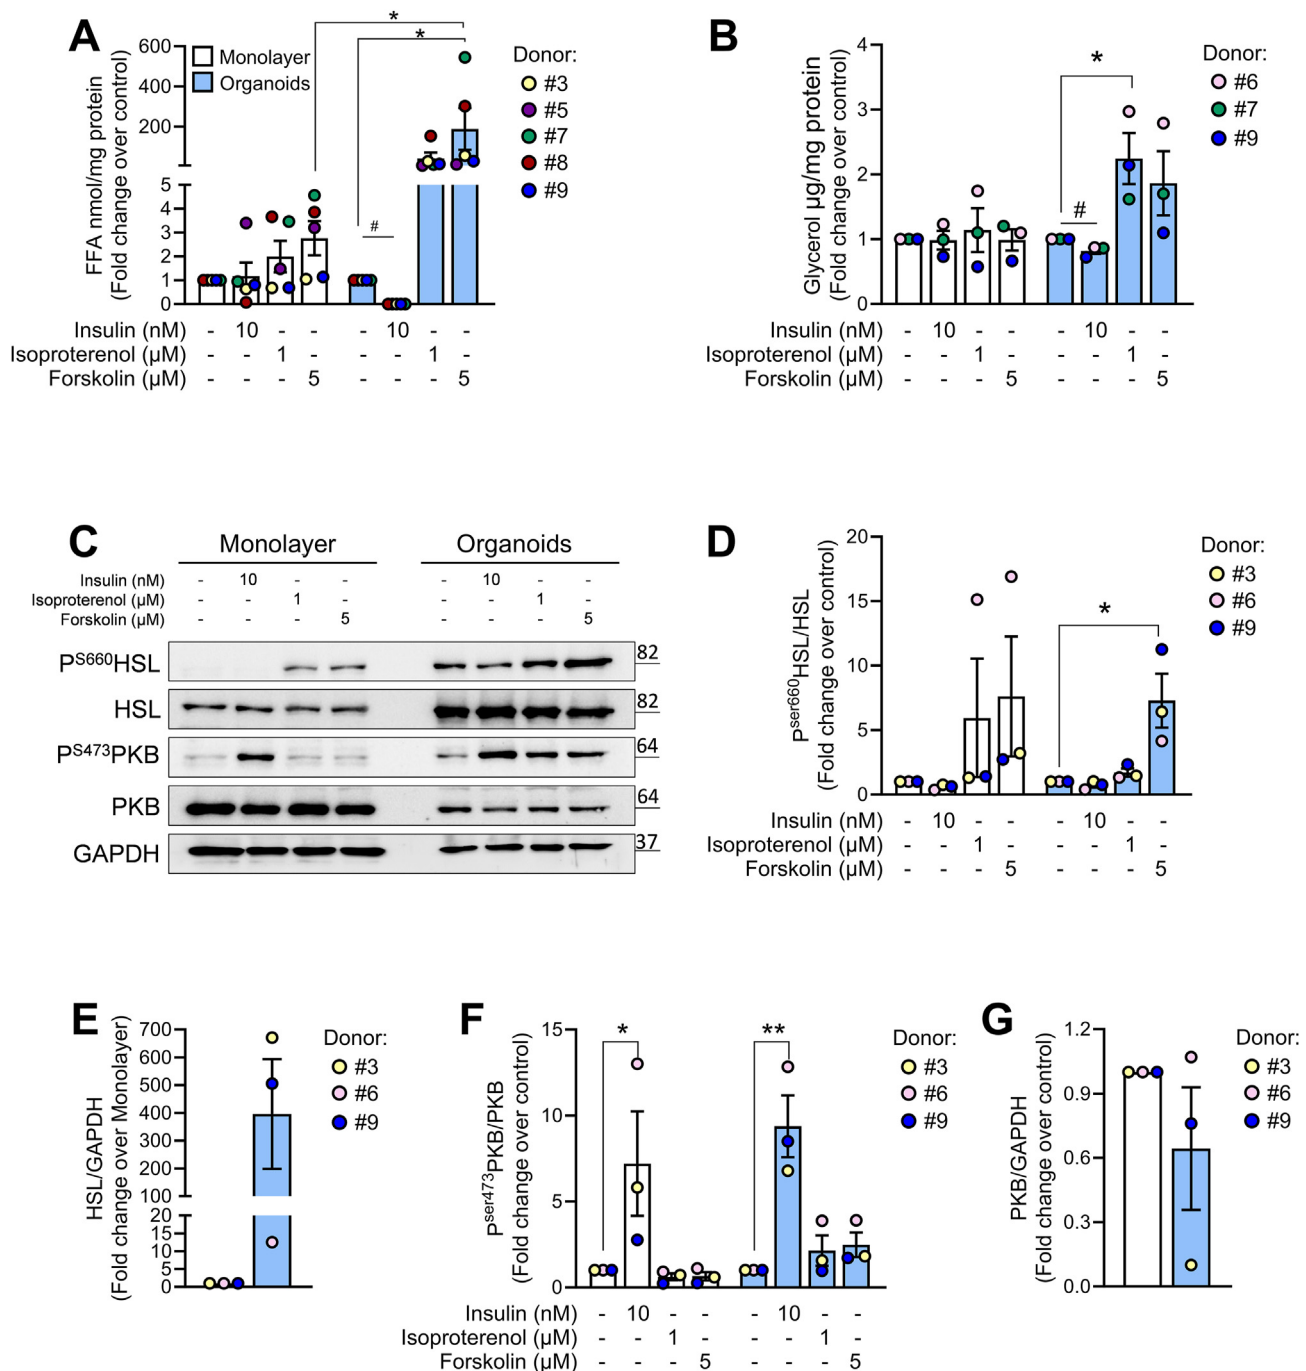 A
FFA nmol/mg protein
(Fold change over control)
600
400
200
5
4
3
2
1
0
Monolayer
Organoids
*
*
#
Donor:
#3
#5
#7
#8
#9
Insulin (nM) - 10 - - - 10 - -
Isoproterenol (µM) - - 1 - - - 1 -
Forskolin (µM) - - - 5 - - - 5
B
Glycerol µg/mg protein
(Fold change over control)
4
3
2
1
0
#
*
Donor:
#6
#7
#9
Insulin (nM) - 10 - - - 10 - -
Isoproterenol (µM) - - 1 - - - 1 -
Forskolin (µM) - - - 5 - - - 5
C
Monolayer Organoids
Insulin (nM) - 10 - - - 10 - -
Isoproterenol (µM) - - 1 - - - 1 -
Forskolin (µM) - - - 5 - - - 5
PS660HSL 82
HSL 82
PS473PKB 64
PKB 64
GAPDH 37
D
Pser660HSL/HSL
(Fold change over control)
20
15
10
5
0
*
Donor:
#3
#6
#9
Insulin (nM) - 10 - - - 10 - -
Isoproterenol (µM) - - 1 - - - 1 -
Forskolin (µM) - - - 5 - - - 5
E
HSL/GAPDH
(Fold change over Monolayer)
700
600
500
400
300
200
100
20
15
10
5
0
Donor:
#3
#6
#9
F
Pser473PKB/PKB
(Fold change over control)
15
10
5
0
*
**
Donor:
#3
#6
#9
Insulin (nM) - 10 - - - 10 - -
Isoproterenol (µM) - - 1 - - - 1 -
Forskolin (µM) - - - 5 - - - 5
G
PKB/GAPDH
(Fold change over control)
1.2
0.9
0.6
0.3
0.0
Donor:
#3
#6
#9